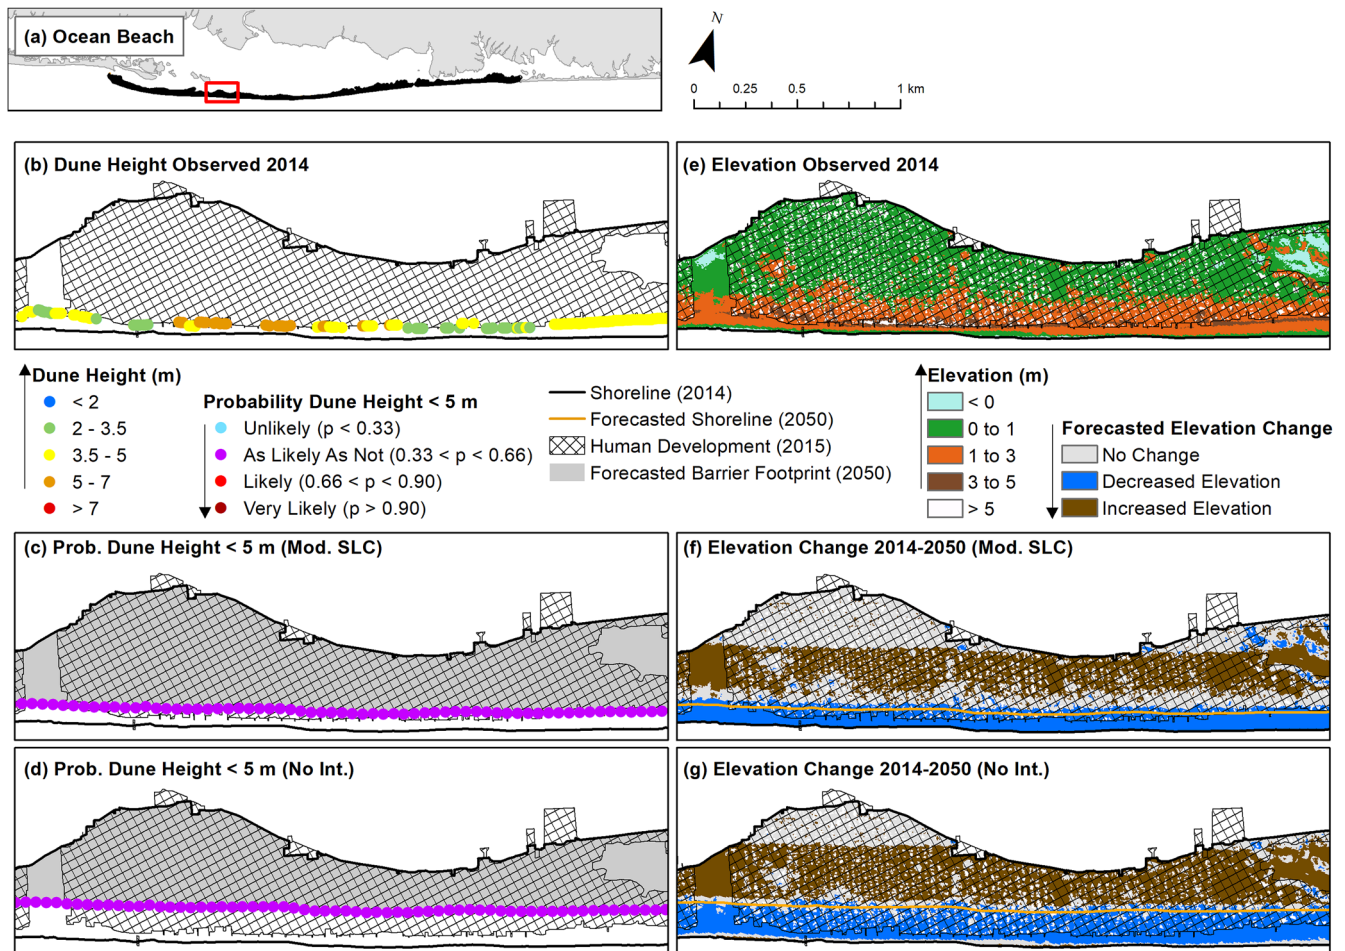 (a) Ocean Beach
N
0 0.25 0.5 1 km
(b) Dune Height Observed 2014
(e) Elevation Observed 2014
Dune Height (m)
< 2
2 - 3.5
3.5 - 5
5 - 7
> 7
Probability Dune Height < 5 m
Unlikely (p < 0.33)
As Likely As Not (0.33 < p < 0.66)
Likely (0.66 < p < 0.90)
Very Likely (p > 0.90)
Shoreline (2014)
Forecasted Shoreline (2050)
Human Development (2015)
Forecasted Barrier Footprint (2050)
Elevation (m)
< 0
0 to 1
1 to 3
3 to 5
> 5
Forecasted Elevation Change
No Change
Decreased Elevation
Increased Elevation
(c) Prob. Dune Height < 5 m (Mod. SLC)
(f) Elevation Change 2014-2050 (Mod. SLC)
(d) Prob. Dune Height < 5 m (No Int.)
(g) Elevation Change 2014-2050 (No Int.)